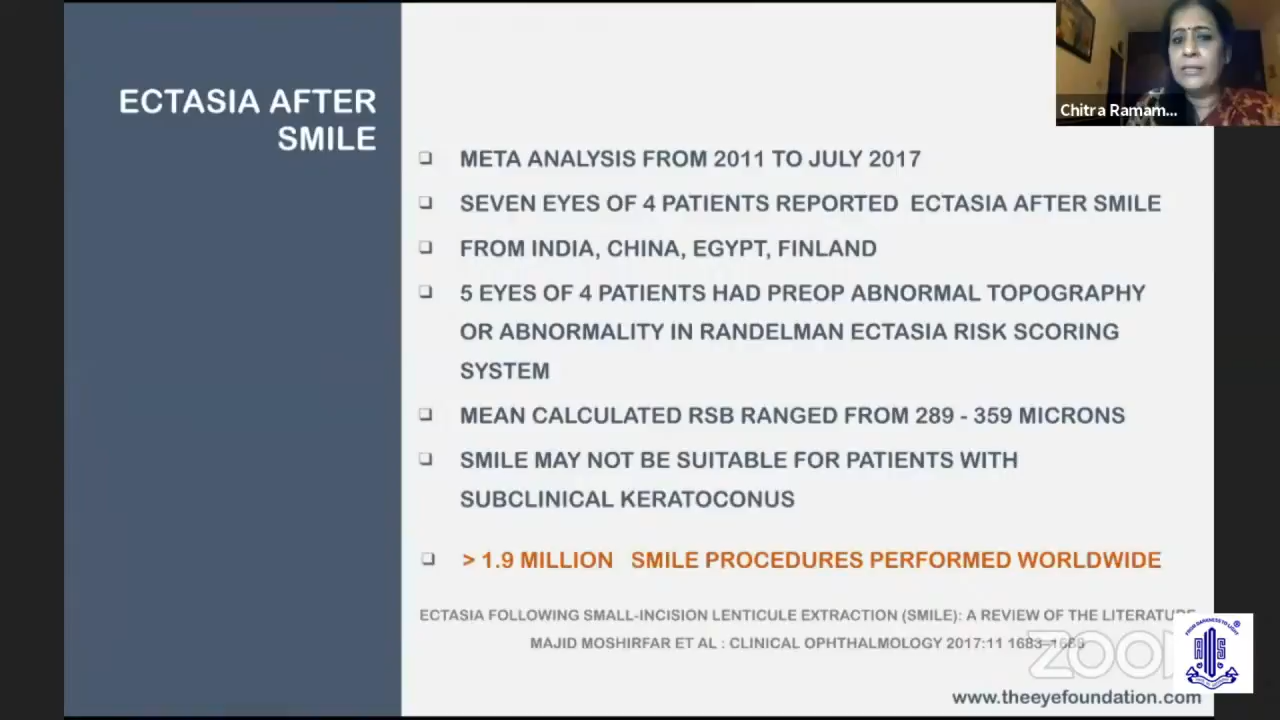 ECTASIA AFTER
SMILE
Chitra Ramam...
META ANALYSIS FROM 2011 TO JULY 2017
SEVEN EYES OF 4 PATIENTS REPORTED ECTASIA AFTER SMILE
FROM INDIA, CHINA, EGYPT, FINLAND
5 EYES OF 4 PATIENTS HAD PREOP ABNORMAL TOPOGRAPHY
OR ABNORMALITY IN RANDELMAN ECTASIA RISK SCORING
SYSTEM
MEAN CALCULATED RSB RANGED FROM 289 - 359 MICRONS
SMILE MAY NOT BE SUITABLE FOR PATIENTS WITH
SUBCLINICAL KERATOCONUS
> 1.9 MILLION SMILE PROCEDURES PERFORMED WORLDWIDE
ECTASIA FOLLOWING SMALL-INCISION LENTICULE EXTRACTION (SMILE): A REVIEW OF THE LITERATURE
MAJID MOSHIRFAR ET AL : CLINICAL OPHTHALMOLOGY 2017:11 1683–1688
www.theeyefoundation.com